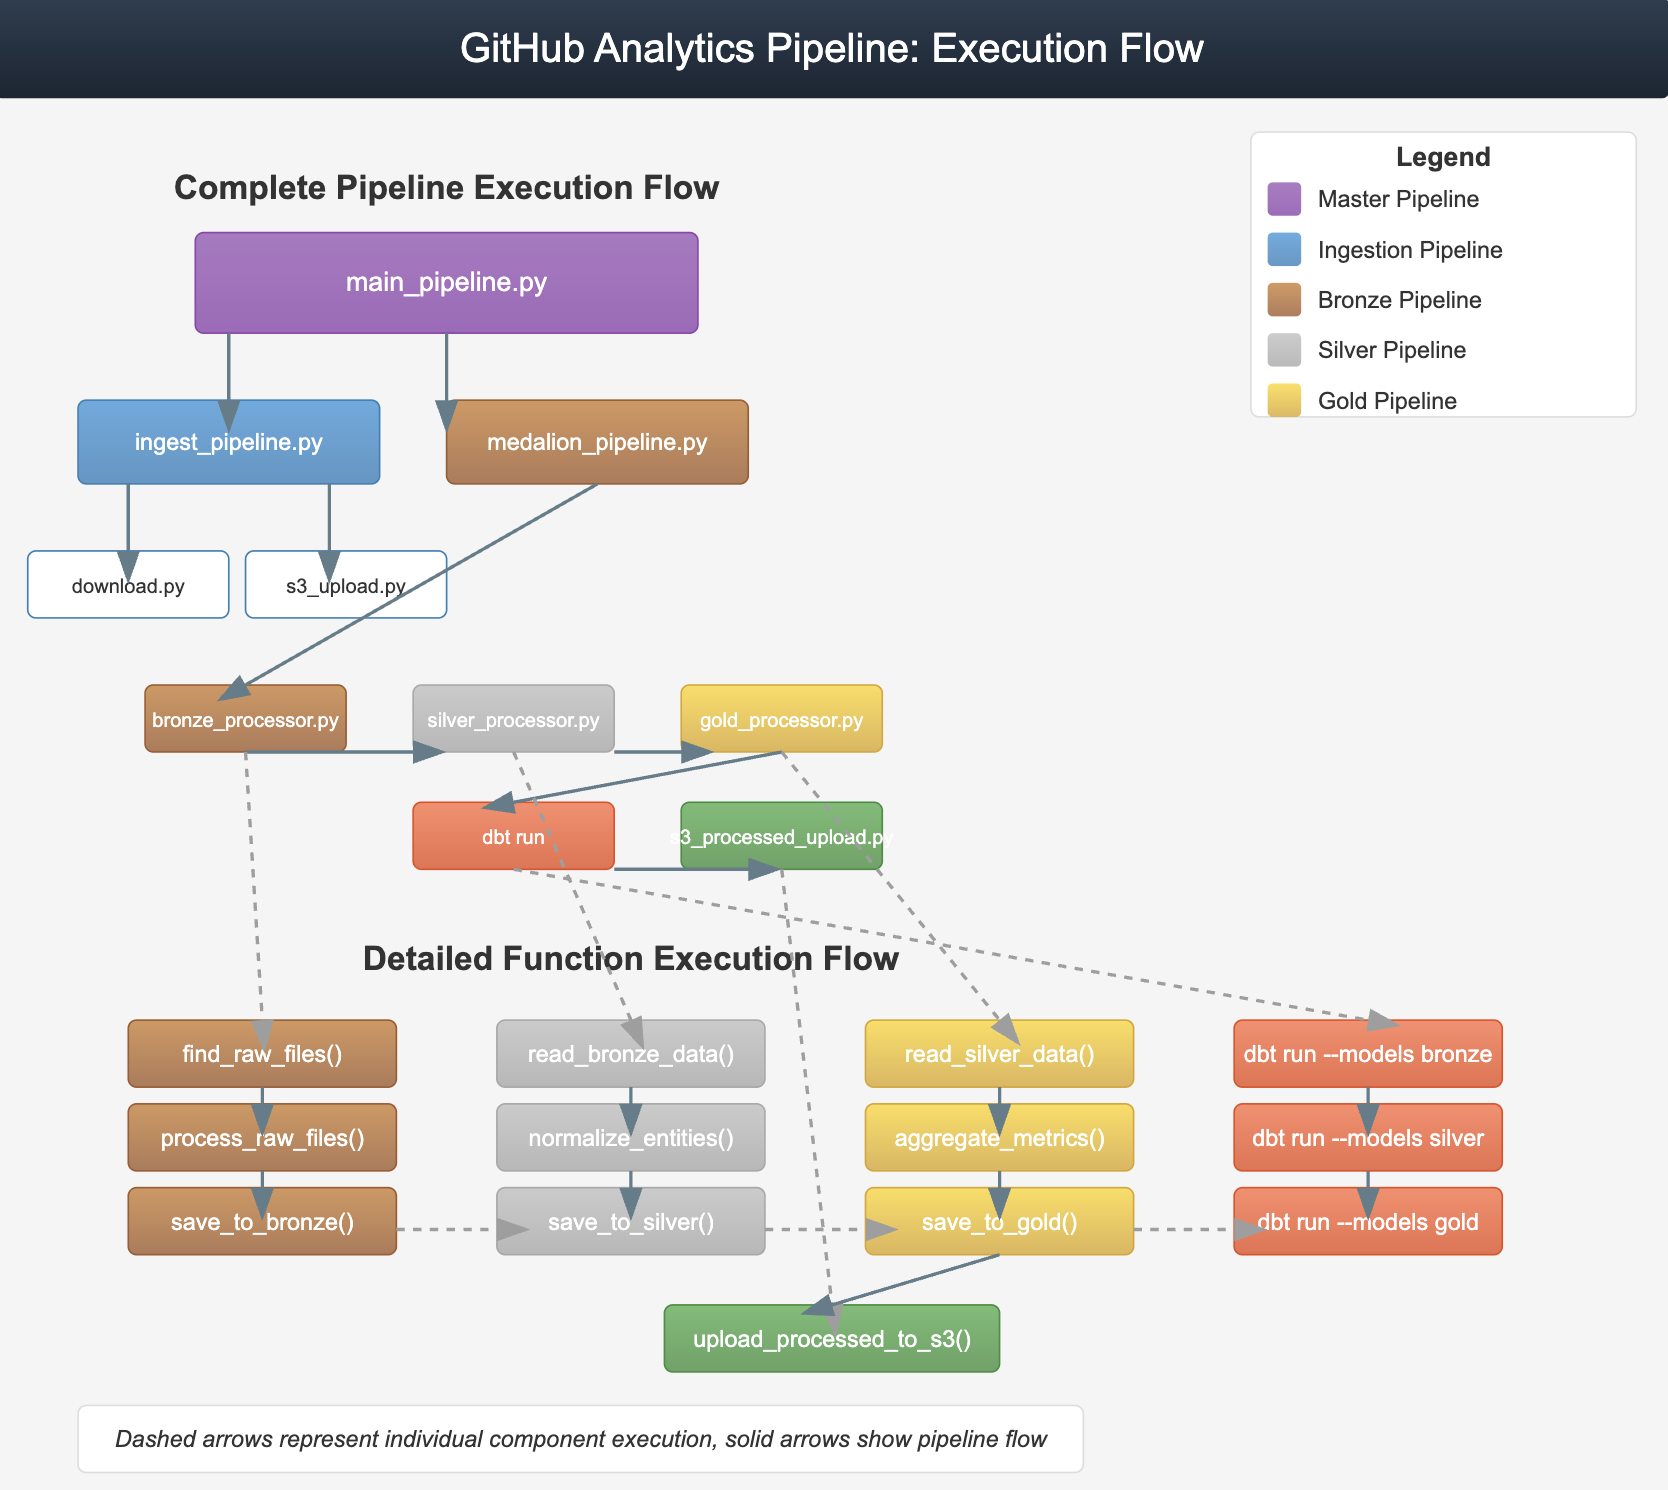 GitHub Analytics Pipeline: Execution Flow
Legend
Master Pipeline
Ingestion Pipeline
Bronze Pipeline
Silver Pipeline
Gold Pipeline
Complete Pipeline Execution Flow
main_pipeline.py
ingest_pipeline.py
medalion_pipeline.py
download.py
s3_upload.py
bronze_processor.py
silver_processor.py
gold_processor.py
dbt run
s3_processed_upload.py
Detailed Function Execution Flow
find_raw_files()
read_bronze_data()
read_silver_data()
dbt run --models bronze
process_raw_files()
normalize_entities()
aggregate_metrics()
dbt run --models silver
save_to_bronze()
save_to_silver()
save_to_gold()
dbt run --models gold
upload_processed_to_s3()
Dashed arrows represent individual component execution, solid arrows show pipeline flow